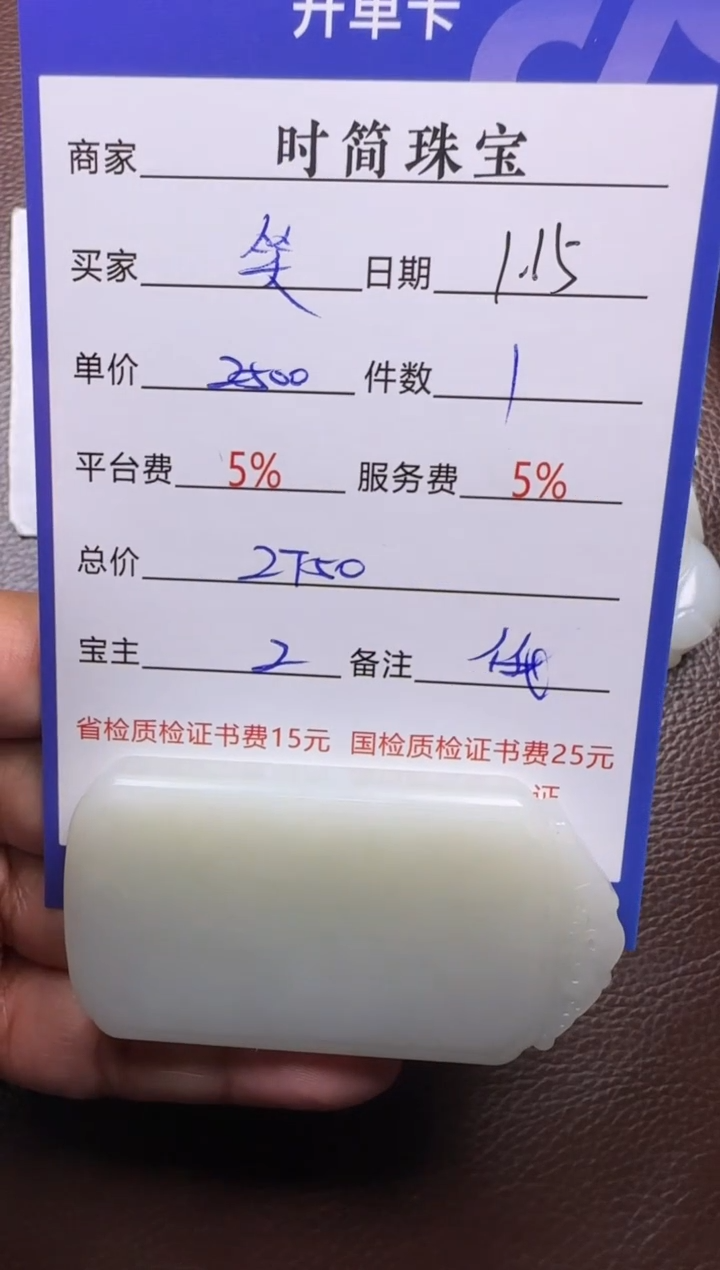 开单卡
商家 时简珠宝
买家 笑 日期 1.15
单价 2500 件数 1
平台费 5% 服务费 5%
总价 2750
宝主 2 备注
省检质检证书费15元 国检质检证书费25元
证